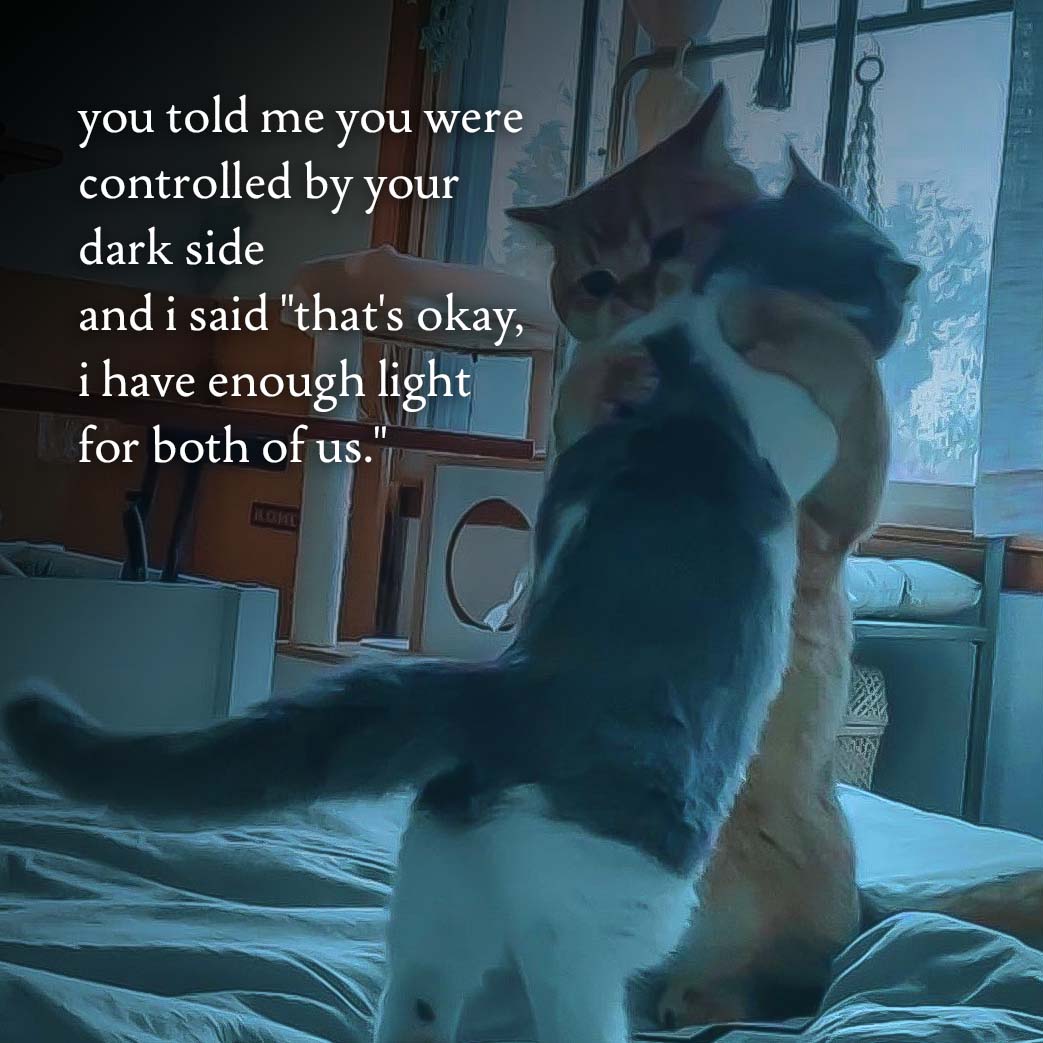 you told me you were
controlled by your
dark side
and i said "that's okay,
i have enough light
for both of us."